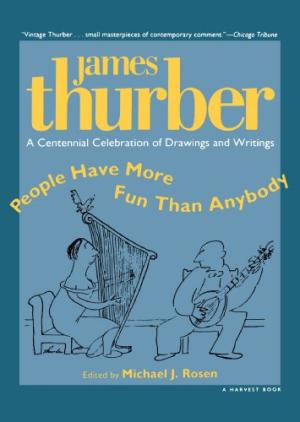 "Vintage Thurber . . . small masterpieces of contemporary comment."—Chicago Tribune
james
thurber
A Centennial Celebration of Drawings and Writings
People Have More
Fun Than Anybody
Edited by Michael J. Rosen
A HARVEST BOOK